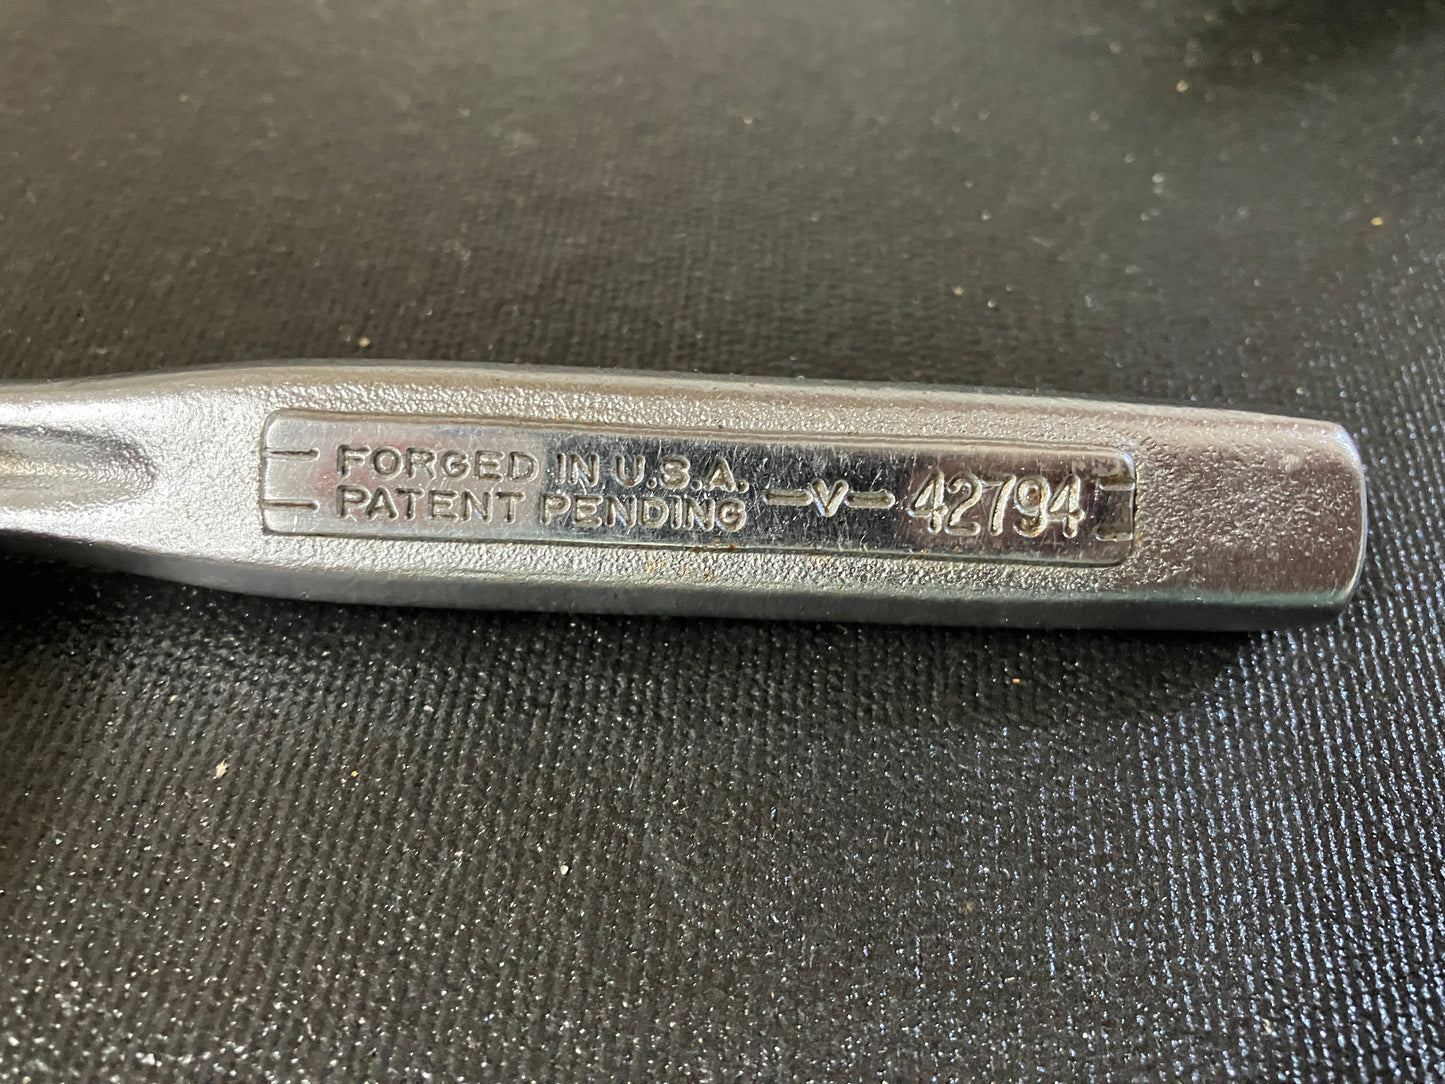 FORGED IN U.S.A.
PATENT PENDING
-V- 42794